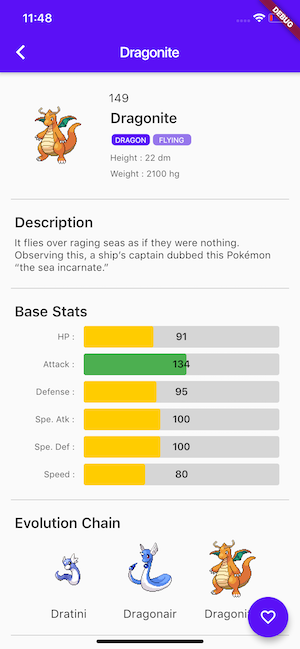 11:48
DEBUG
Dragonite
149
Dragonite
DRAGON FLYING
Height : 22 dm
Weight : 2100 hg
Description
It flies over raging seas as if they were nothing.
Observing this, a ship's captain dubbed this Pokémon
“the sea incarnate.”
Base Stats
HP : 91
Attack : 134
Defense : 95
Spe. Atk : 100
Spe. Def : 100
Speed : 80
Evolution Chain
Dratini Dragonair Dragonit